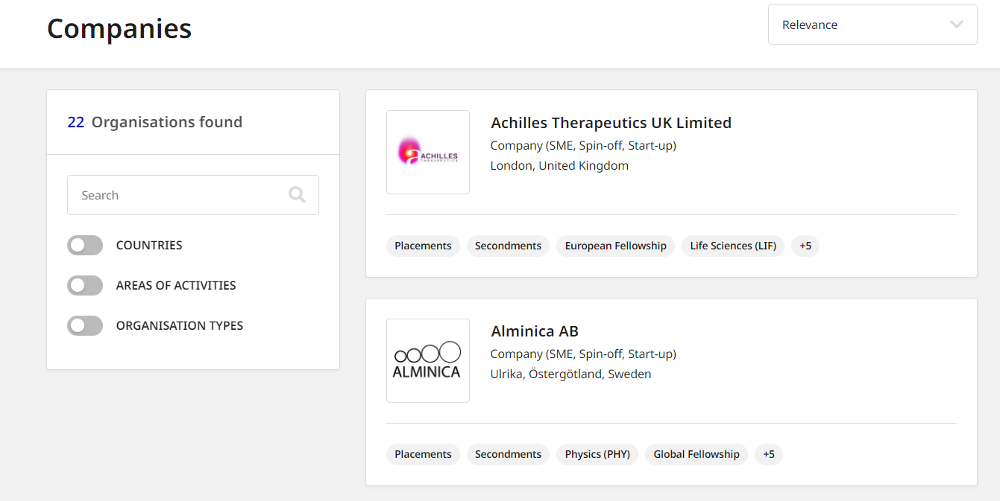 Companies
Relevance
22 Organisations found
Search
COUNTRIES
AREAS OF ACTIVITIES
ORGANISATION TYPES
ACHILLES
THERAPEUTICS
Achilles Therapeutics UK Limited
Company (SME, Spin-off, Start-up)
London, United Kingdom
Placements Secondments European Fellowship Life Sciences (LIF) +5
ALMINICA
Alminica AB
Company (SME, Spin-off, Start-up)
Ulrika, Östergötland, Sweden
Placements Secondments Physics (PHY) Global Fellowship +5